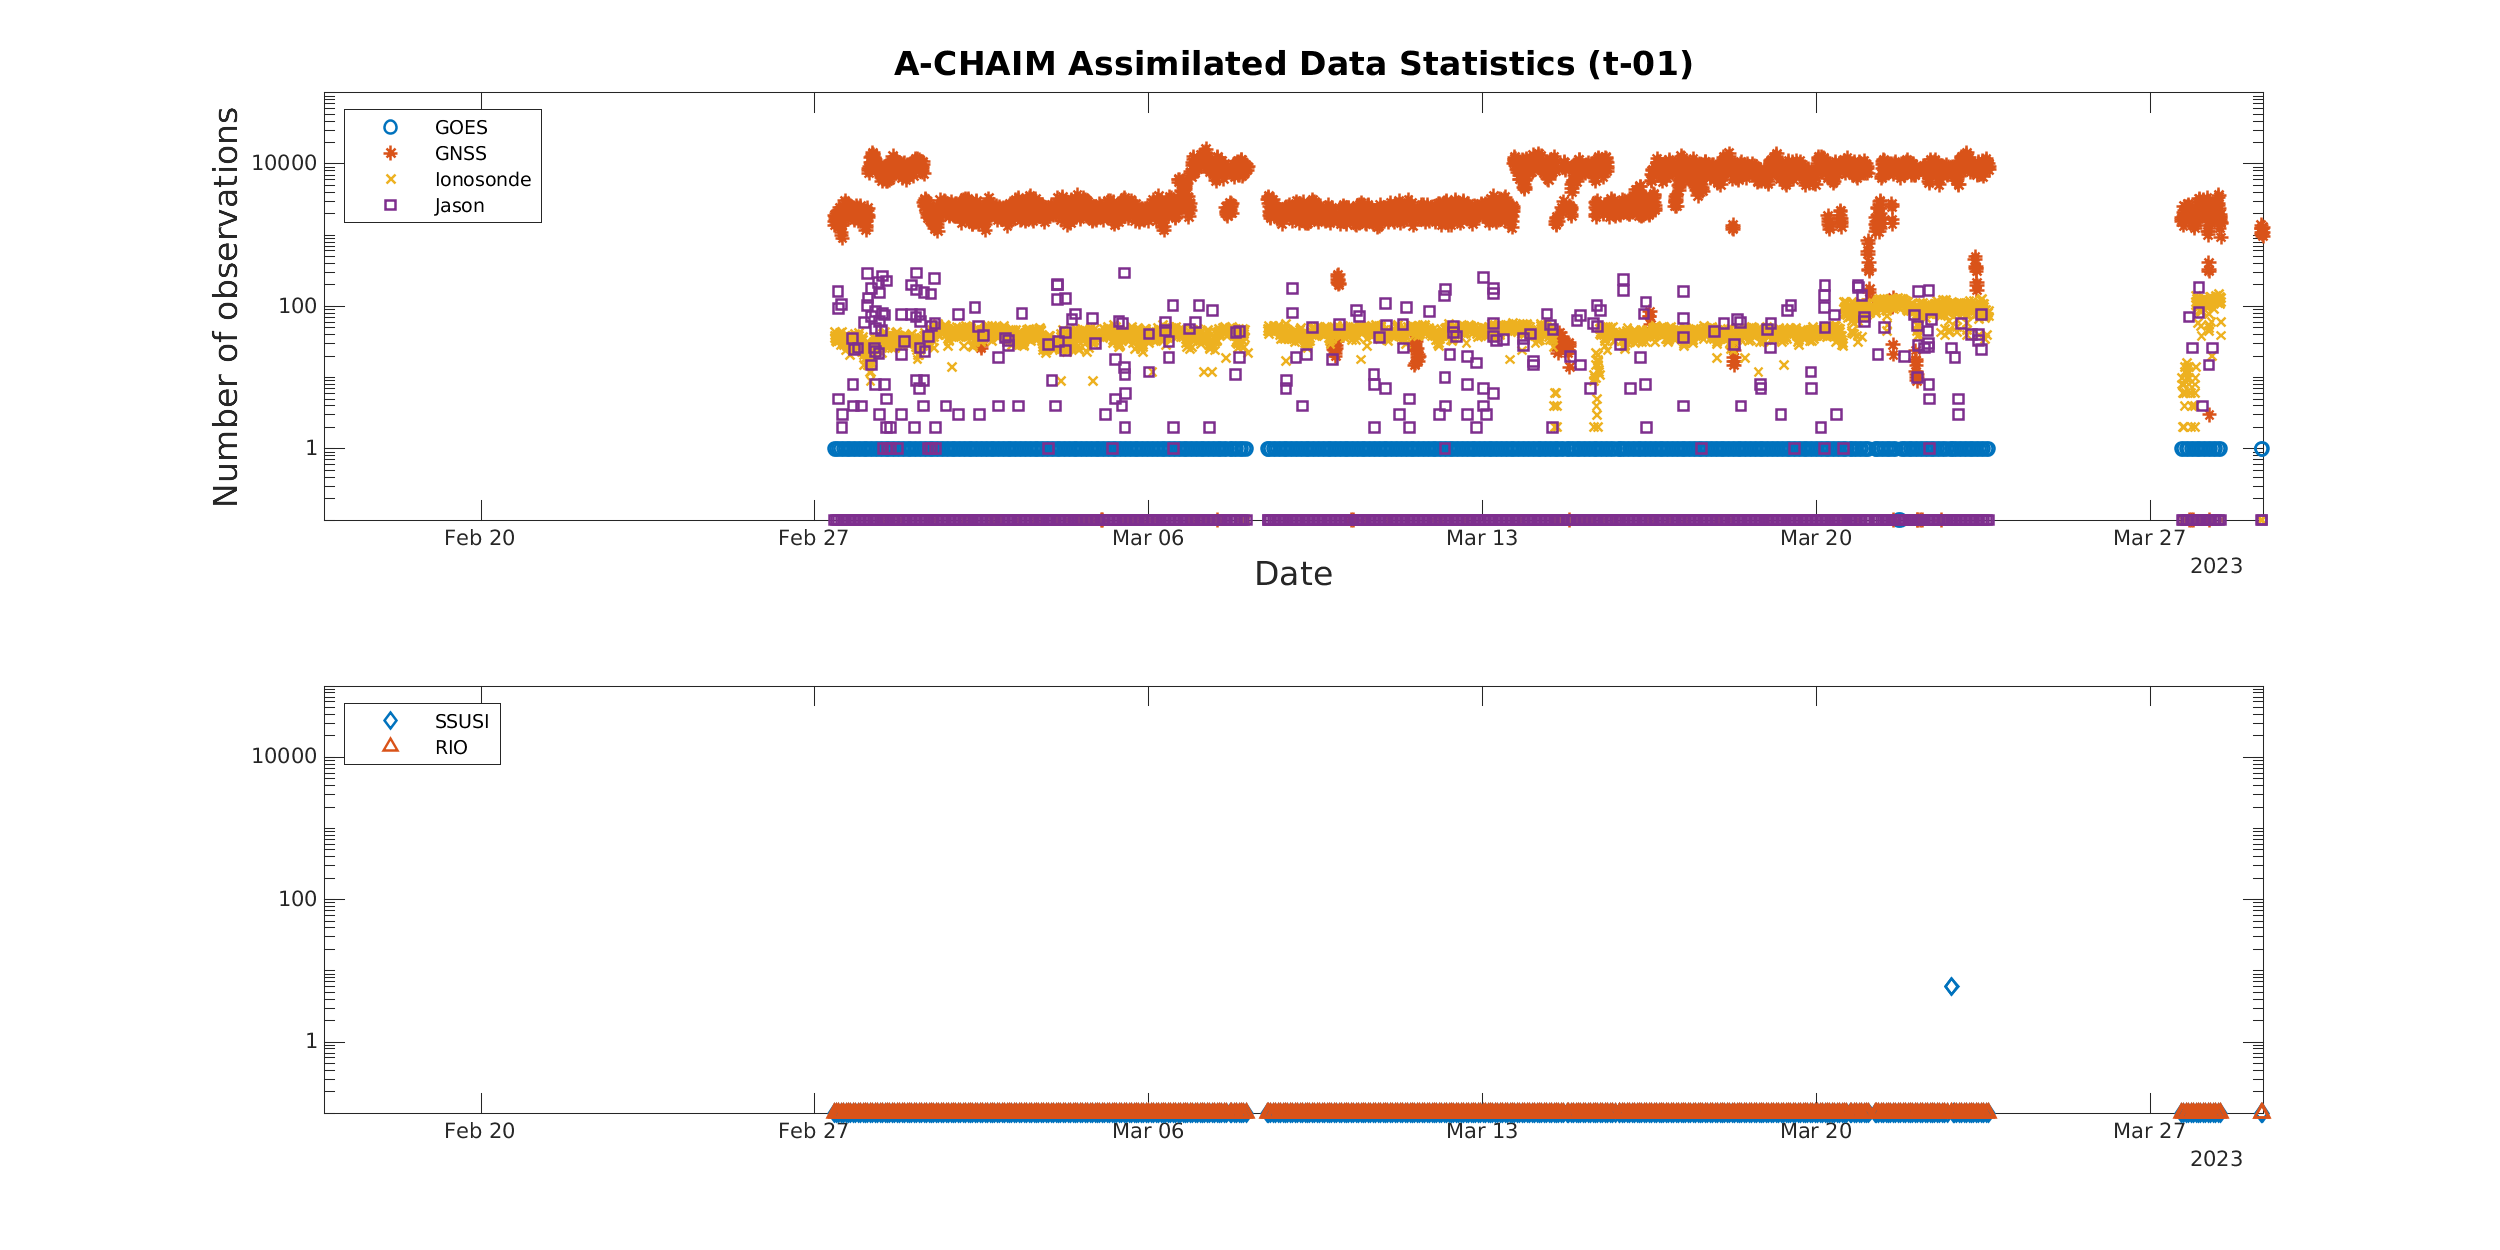 A-CHAIM Assimilated Data Statistics (t-01)
Number of observations
10000
100
1
GOES
GNSS
Ionosonde
Jason
Feb 20
Feb 27
Mar 06
Mar 13
Mar 20
Mar 27
2023
Date
10000
100
1
SSUSI
RIO
Feb 20
Feb 27
Mar 06
Mar 13
Mar 20
Mar 27
2023